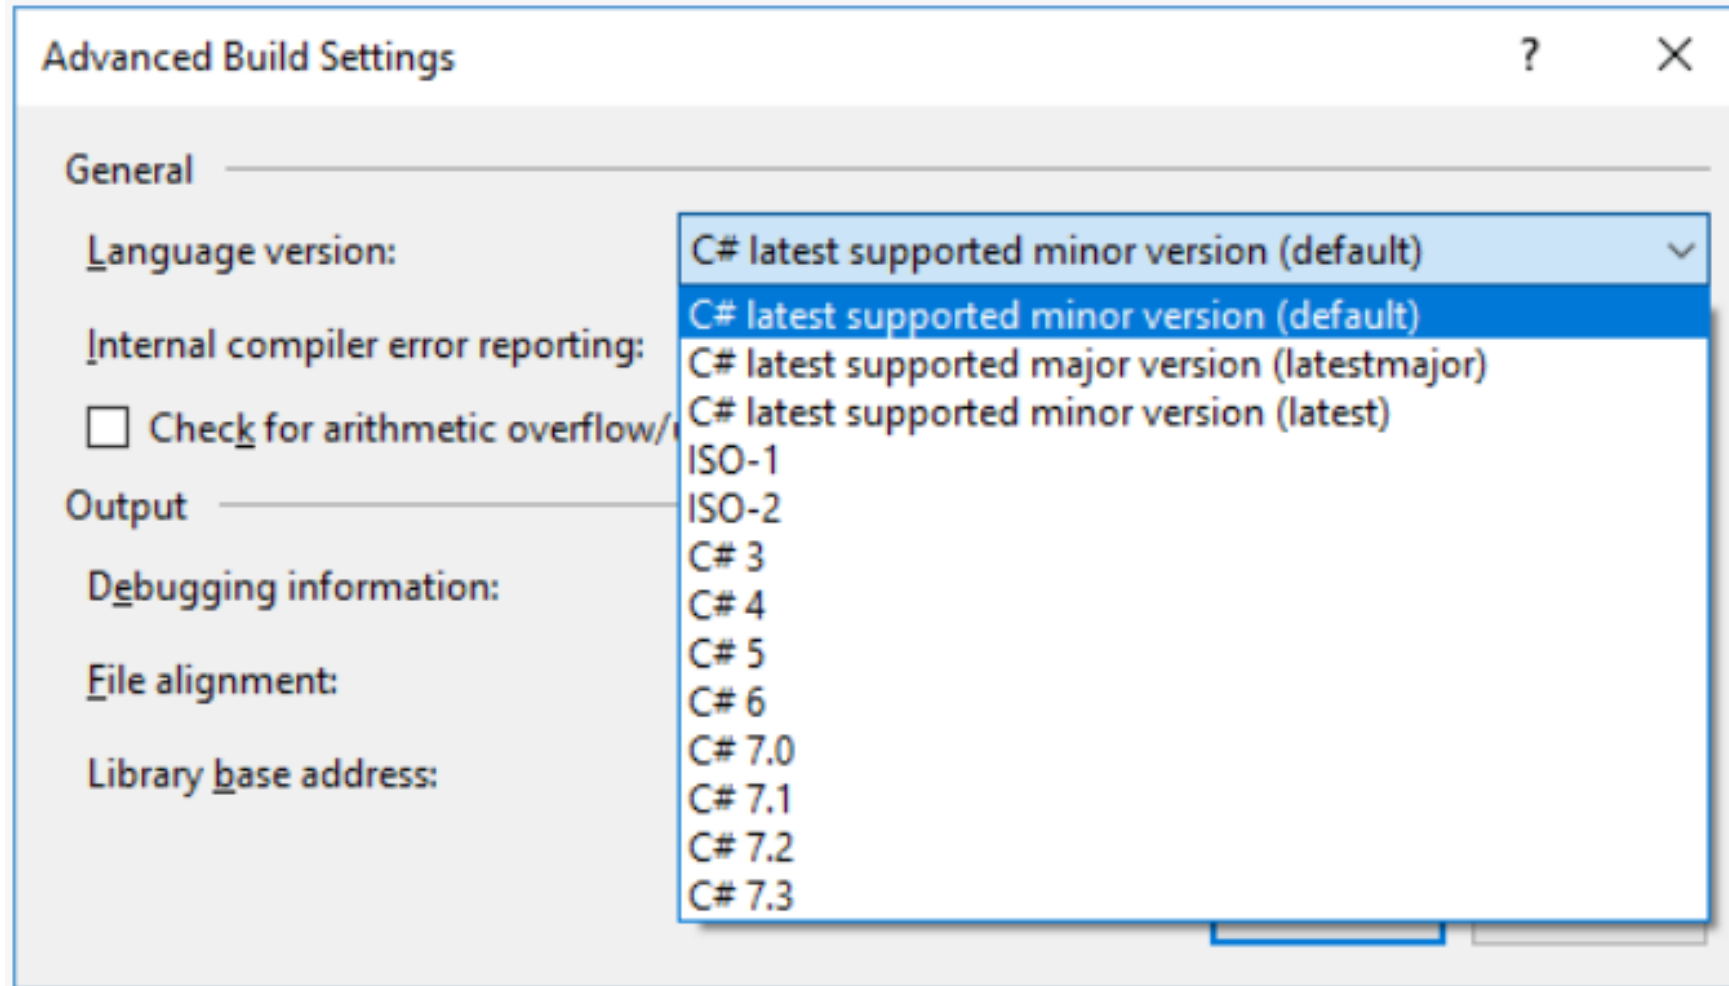 Advanced Build Settings ? ×
General
Language version: C# latest supported minor version (default)
C# latest supported minor version (default)
Internal compiler error reporting:
C# latest supported major version (latestmajor)
C# latest supported minor version (latest)
Check for arithmetic overflow/
ISO-1
Output
ISO-2
C# 3
Debugging information:
C# 4
C# 5
File alignment:
C# 6
C# 7.0
Library base address:
C# 7.1
C# 7.2
C# 7.3